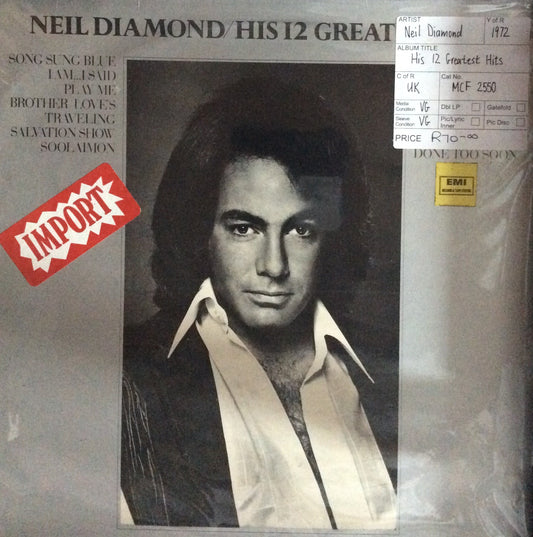 NEIL DIAMOND/HIS 12 GREAT
SONG SUNG BLUE
I AM...I SAID
PLAY ME
BROTHER LOVE'S
TRAVELING
SALVATION SHOW
SOOLAIMON
IMPORT
ARTIST
Neil Diamond
Y of R
1972
ALBUM TITLE
His 12 Greatest Hits
C of R
UK
Cat No.
MCF 2550
Media Condition VG
Dbl LP
Gatefold
Sleeve Condition VG
Pic/Lyric Inner
Pic Disc
PRICE R70-00
DONE TOO SOON
EMI